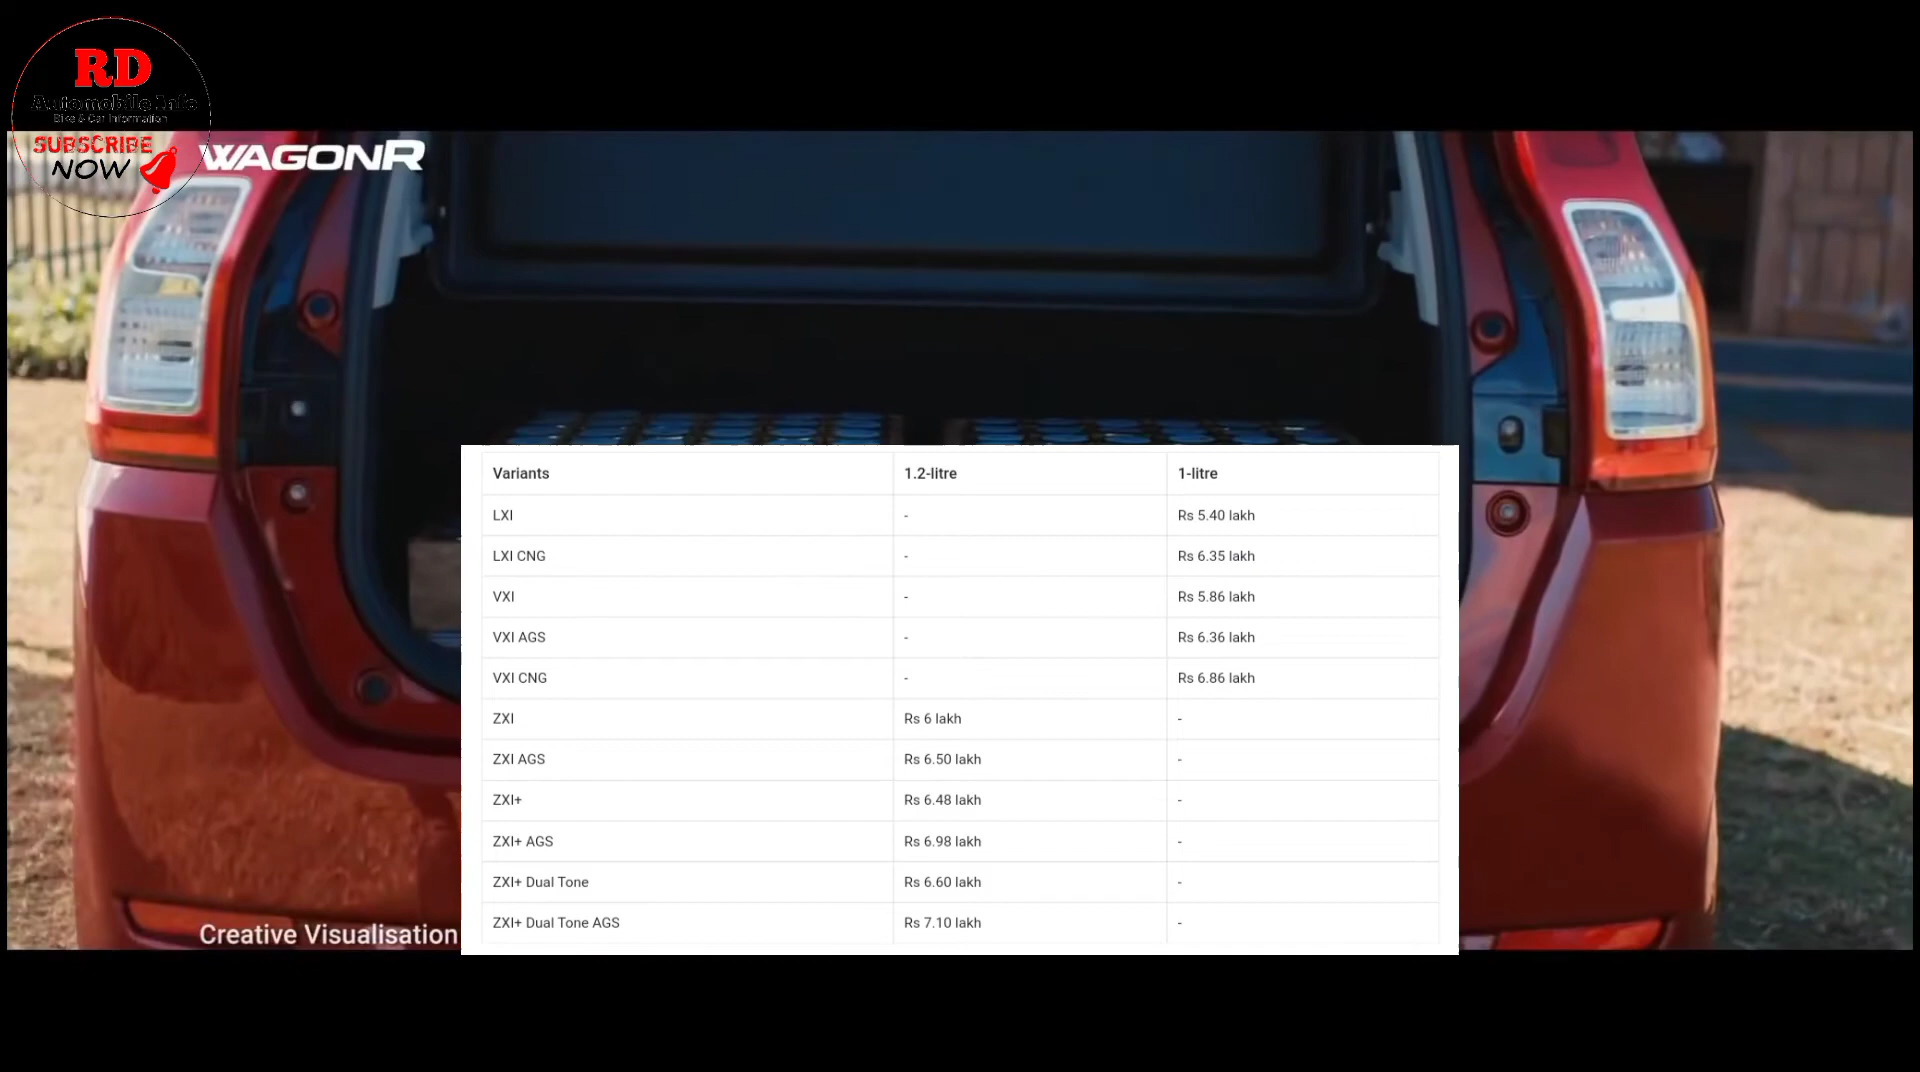 RD
Automobile Info
Bike & Car Information
SUBSCRIBE
NOW
WAGONR
Variants 1.2-litre 1-litre
LXI - Rs 5.40 lakh
LXI CNG - Rs 6.35 lakh
VXI - Rs 5.86 lakh
VXI AGS - Rs 6.36 lakh
VXI CNG - Rs 6.86 lakh
ZXI Rs 6 lakh -
ZXI AGS Rs 6.50 lakh -
ZXI+ Rs 6.48 lakh -
ZXI+ AGS Rs 6.98 lakh -
ZXI+ Dual Tone Rs 6.60 lakh -
ZXI+ Dual Tone AGS Rs 7.10 lakh -
Creative Visualisation